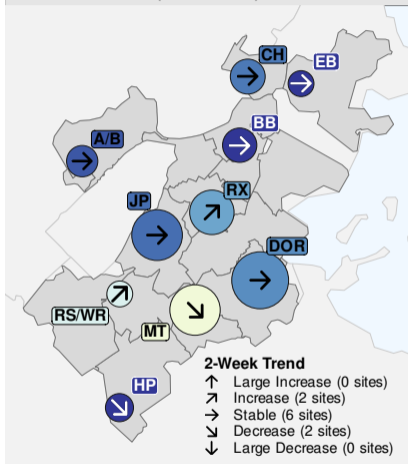 CH
EB
BB
A/B
RX
JP
DOR
RS/WR
MT
HP
2-Week Trend
↑ Large Increase (0 sites)
↗ Increase (2 sites)
→ Stable (6 sites)
↘ Decrease (2 sites)
↓ Large Decrease (0 sites)